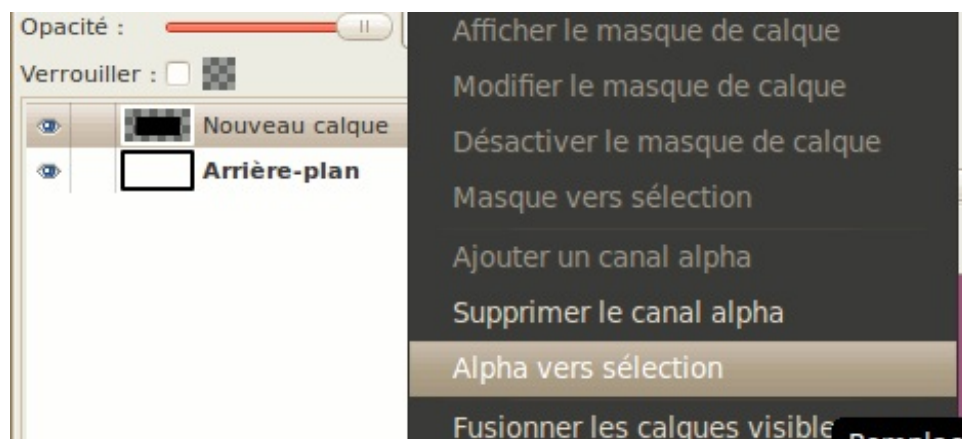 Opacité :
Verrouiller :
Nouveau calque
Arrière-plan
Afficher le masque de calque
Modifier le masque de calque
Désactiver le masque de calque
Masque vers sélection
Ajouter un canal alpha
Supprimer le canal alpha
Alpha vers sélection
Fusionner les calques visible